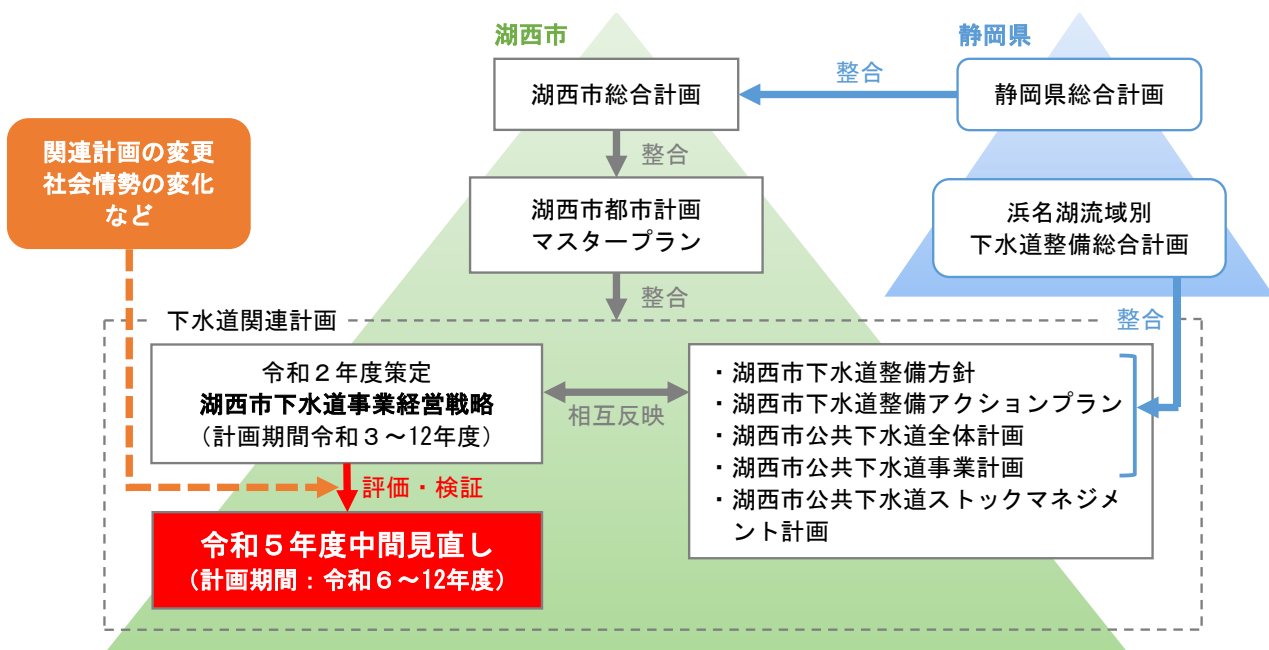 湖西市
静岡県
湖西市総合計画
整合
静岡県総合計画
関連計画の変更
社会情勢の変化
など
整合
湖西市都市計画
マスタープラン
浜名湖流域別
下水道整備総合計画
整合
整合
下水道関連計画
令和２年度策定
湖西市下水道事業経営戦略
（計画期間令和３～12年度）
相互反映
・湖西市下水道整備方針
・湖西市下水道整備アクションプラン
・湖西市公共下水道全体計画
・湖西市公共下水道事業計画
・湖西市公共下水道ストックマネジメ
ント計画
評価・検証
令和５年度中間見直し
（計画期間：令和６～12年度）